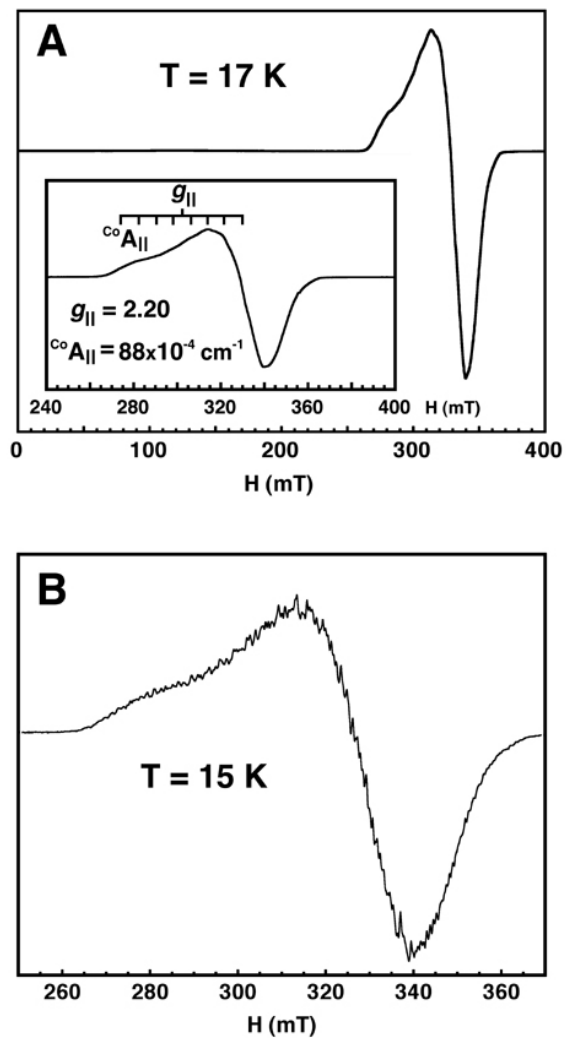 A
T = 17 K
g||
CoA||
g|| = 2.20
CoA|| = 88x10-4 cm-1
240 280 320 360 400 H (mT)
0 100 200 300 400
H (mT)
B
T = 15 K
260 280 300 320 340 360
H (mT)